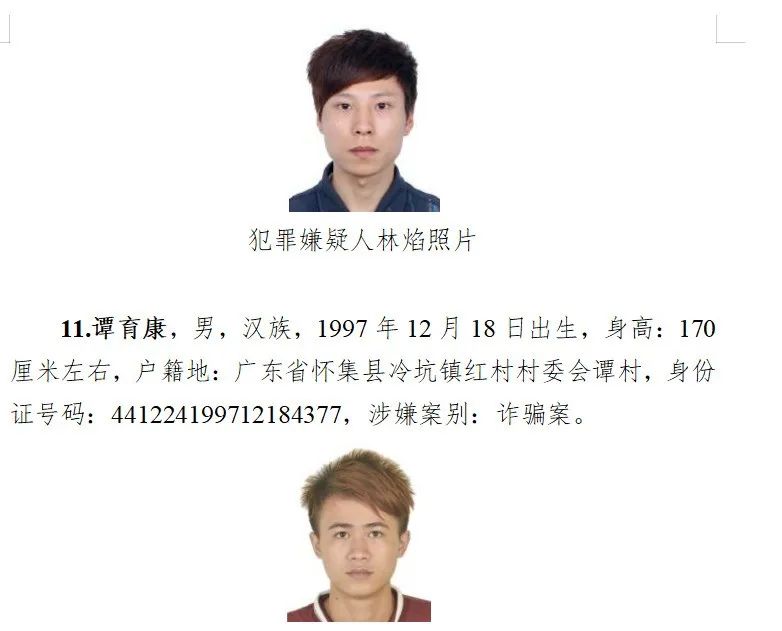 犯罪嫌疑人林焰照片
11.谭育康，男，汉族，1997 年 12 月 18 日出生，身高：170
厘米左右，户籍地：广东省怀集县冷坑镇红村村委会谭村，身份
证号码：441224199712184377，涉嫌案别：诈骗案。